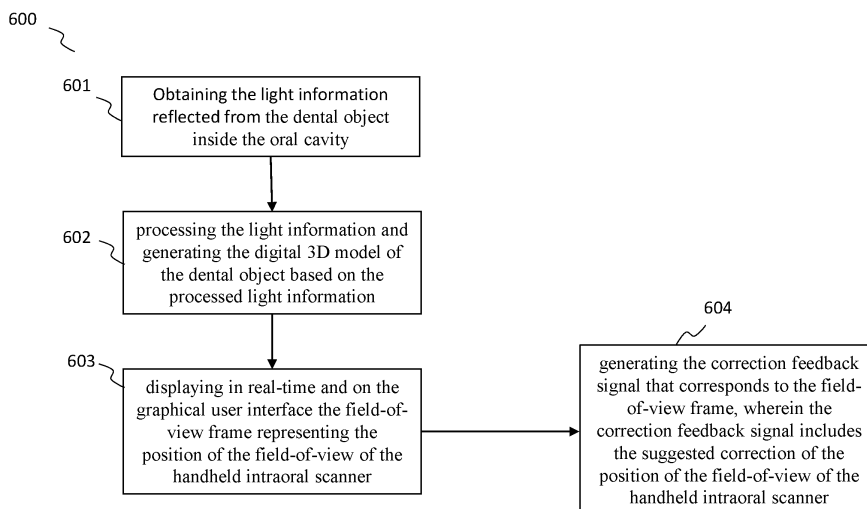 600
601
Obtaining the light information
reflected from the dental object
inside the oral cavity
602
processing the light information and
generating the digital 3D model of
the dental object based on the
processed light information
603
displaying in real-time and on the
graphical user interface the field-of-
view frame representing the
position of the field-of-view of the
handheld intraoral scanner
604
generating the correction feedback
signal that corresponds to the field-
of-view frame, wherein the
correction feedback signal includes
the suggested correction of the
position of the field-of-view of the
handheld intraoral scanner